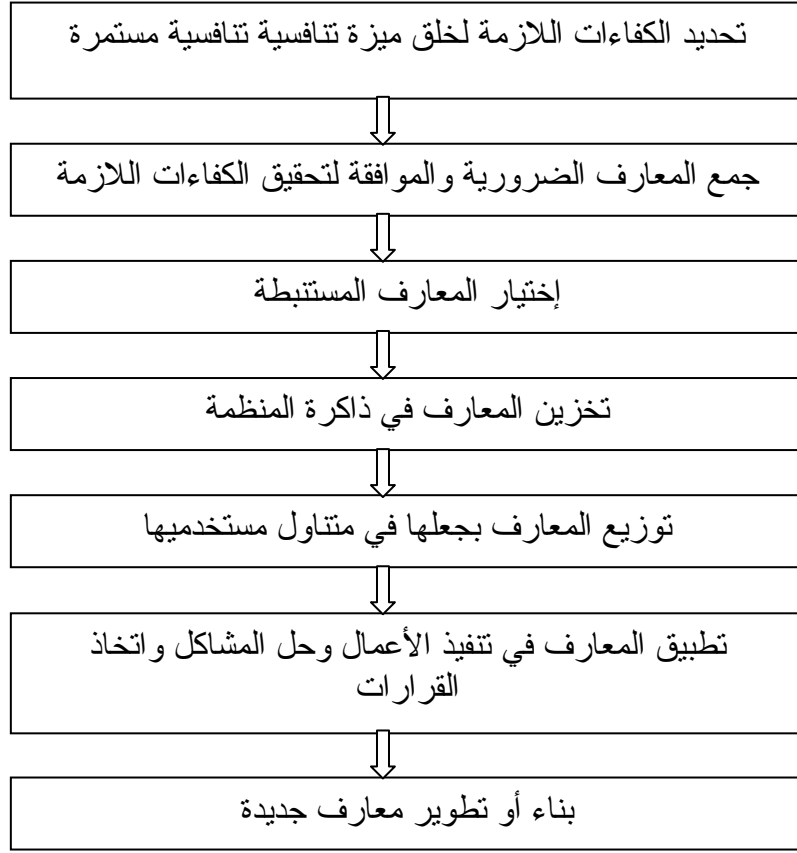 تحديد الكفاءات اللازمة لخلق ميزة تنافسية تنافسية مستمرة
جمع المعارف الضرورية والموافقة لتحقيق الكفاءات اللازمة
إختيار المعارف المستنبطة
تخزين المعارف في ذاكرة المنظمة
توزيع المعارف بجعلها في متناول مستخدميها
تطبيق المعارف في تنفيذ الأعمال وحل المشاكل واتخاذ
القرارات
بناء أو تطوير معارف جديدة